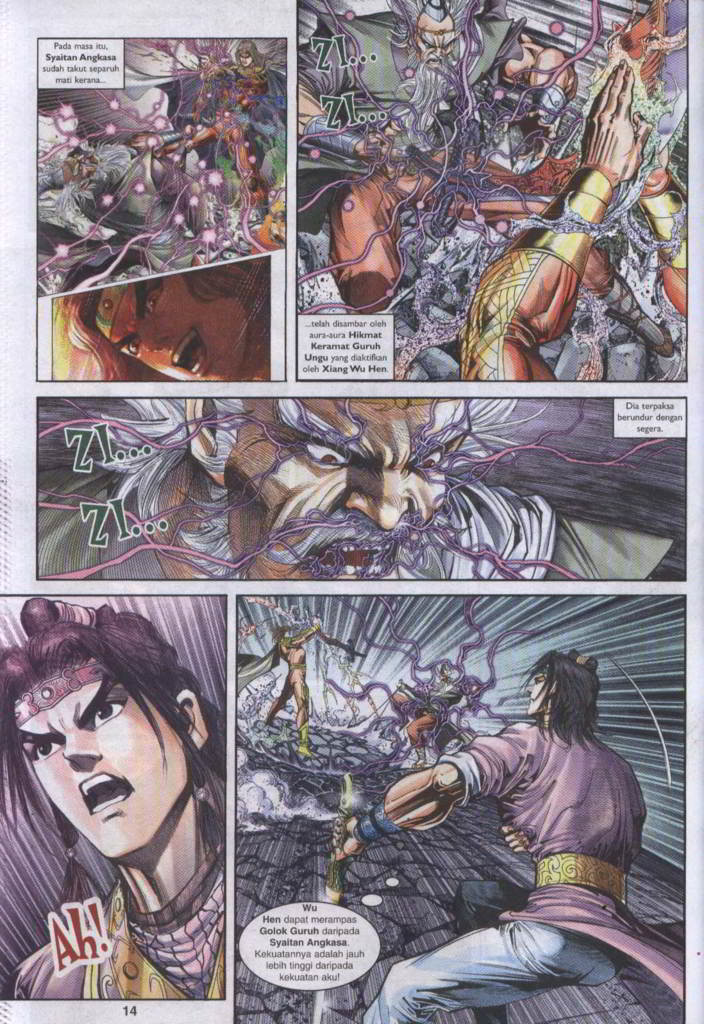 Pada masa itu,
Syaitan Angkasa
sudah takut separuh
mati kerana...
ZI...
ZI...
...telah disambar oleh
aura-aura Hikmat
Keramat Guruh
Ungu yang diaktifkan
oleh Xiang Wu Hen.
Dia terpaksa
berundur dengan
segera.
ZI...
ZI...
Ah!
Wu
Hen dapat merampas
Golok Guruh daripada
Syaitan Angkasa.
Kekuatannya adalah jauh
lebih tinggi daripada
kekuatan aku!
14